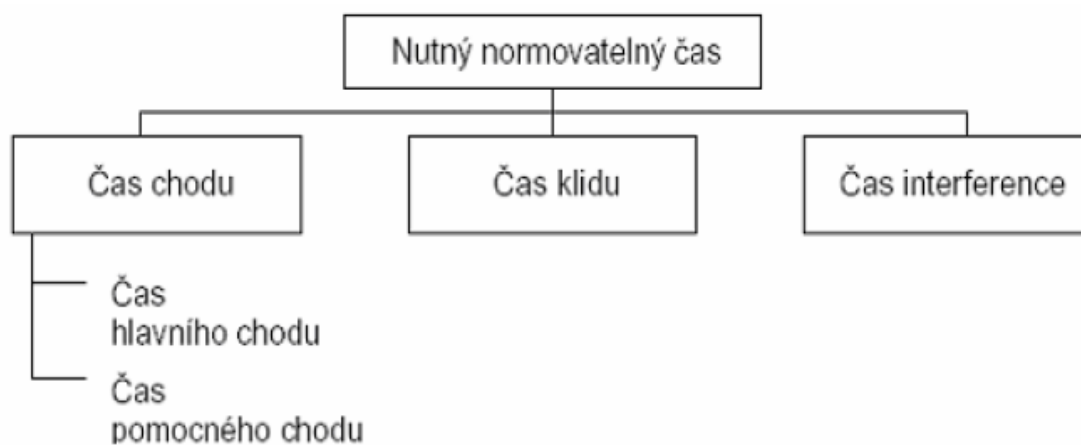 Nutný normovatelný čas
Čas chodu
Čas klidu
Čas interference
Čas
hlavního chodu
Čas
pomocného chodu